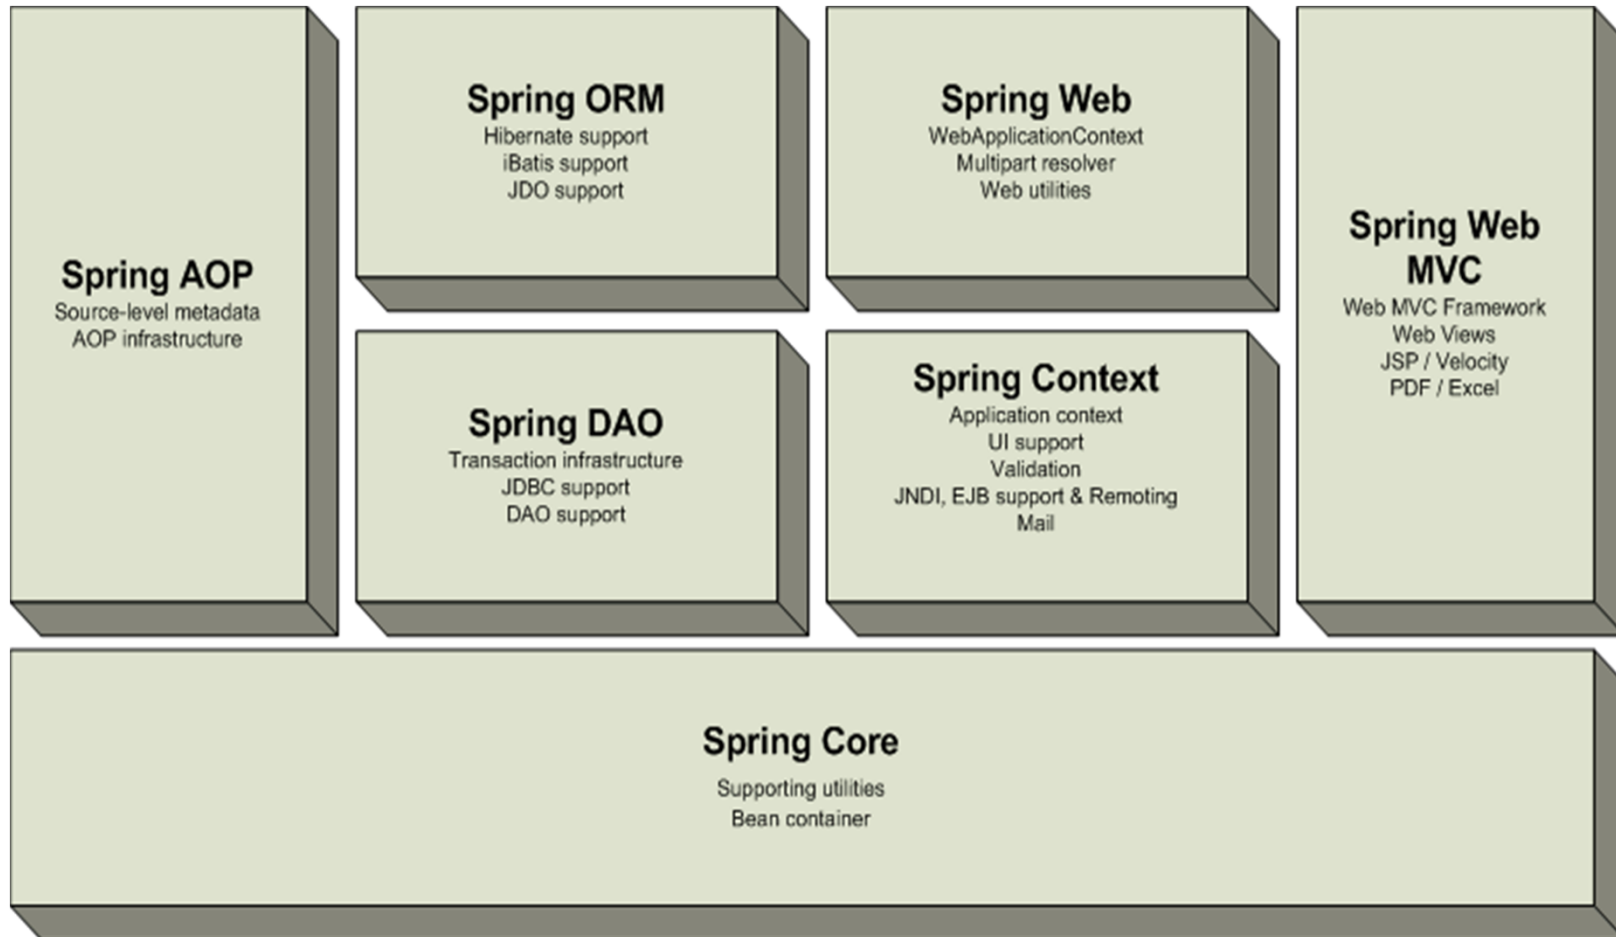 Spring AOP
Source-level metadata
AOP infrastructure
Spring ORM
Hibernate support
iBatis support
JDO support
Spring Web
WebApplicationContext
Multipart resolver
Web utilities
Spring DAO
Transaction infrastructure
JDBC support
DAO support
Spring Context
Application context
UI support
Validation
JNDI, EJB support & Remoting
Mail
Spring Web
MVC
Web MVC Framework
Web Views
JSP / Velocity
PDF / Excel
Spring Core
Supporting utilities
Bean container